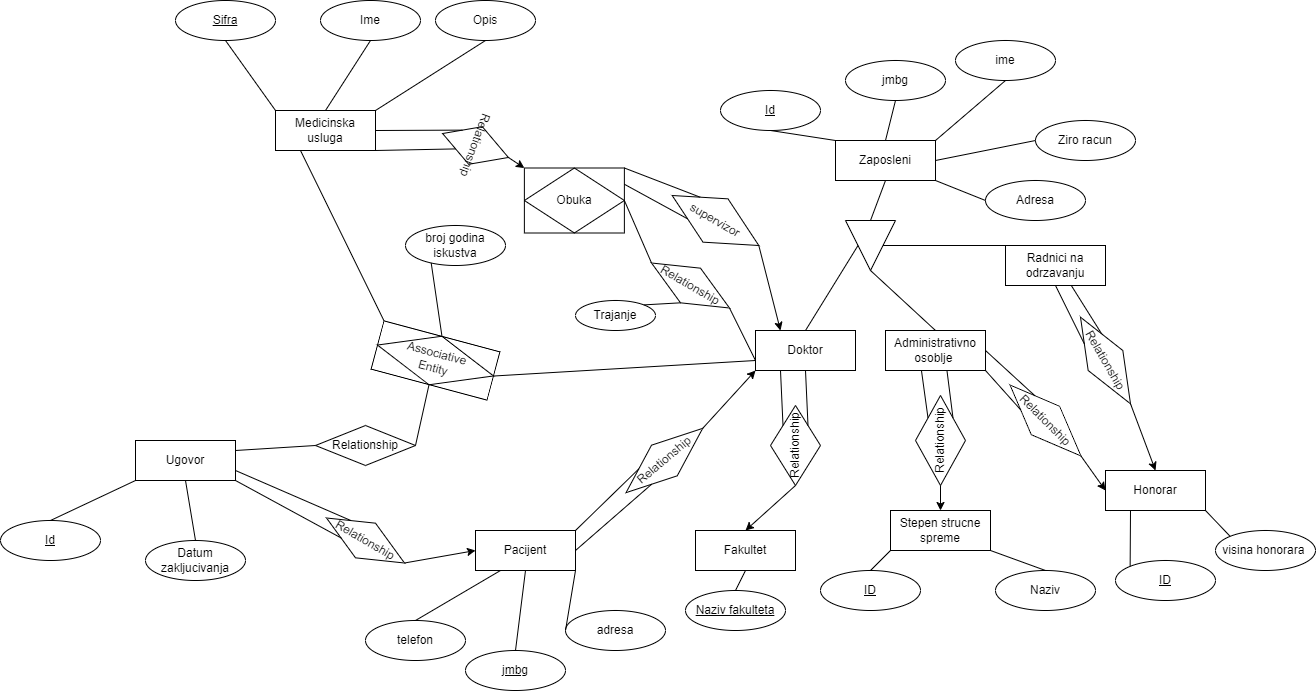 Sifra
Ime
Opis
Id
jmbg
ime
Ziro racun
Adresa
Medicinska
usluga
Relationship
Zaposleni
Obuka
supervizor
broj godina
iskustva
Relationship
Trajanje
Radnici na
odrzavanju
Doktor
Administrativno
osoblje
Relationship
Associative
Entity
Relationship
Relationship
Relationship
Relationship
Relationship
Ugovor
Relationship
Honorar
Id
Datum
zakljucivanja
Pacijent
Fakultet
Stepen strucne
spreme
visina honorara
ID
Naziv
ID
Naziv fakulteta
telefon
jmbg
adresa